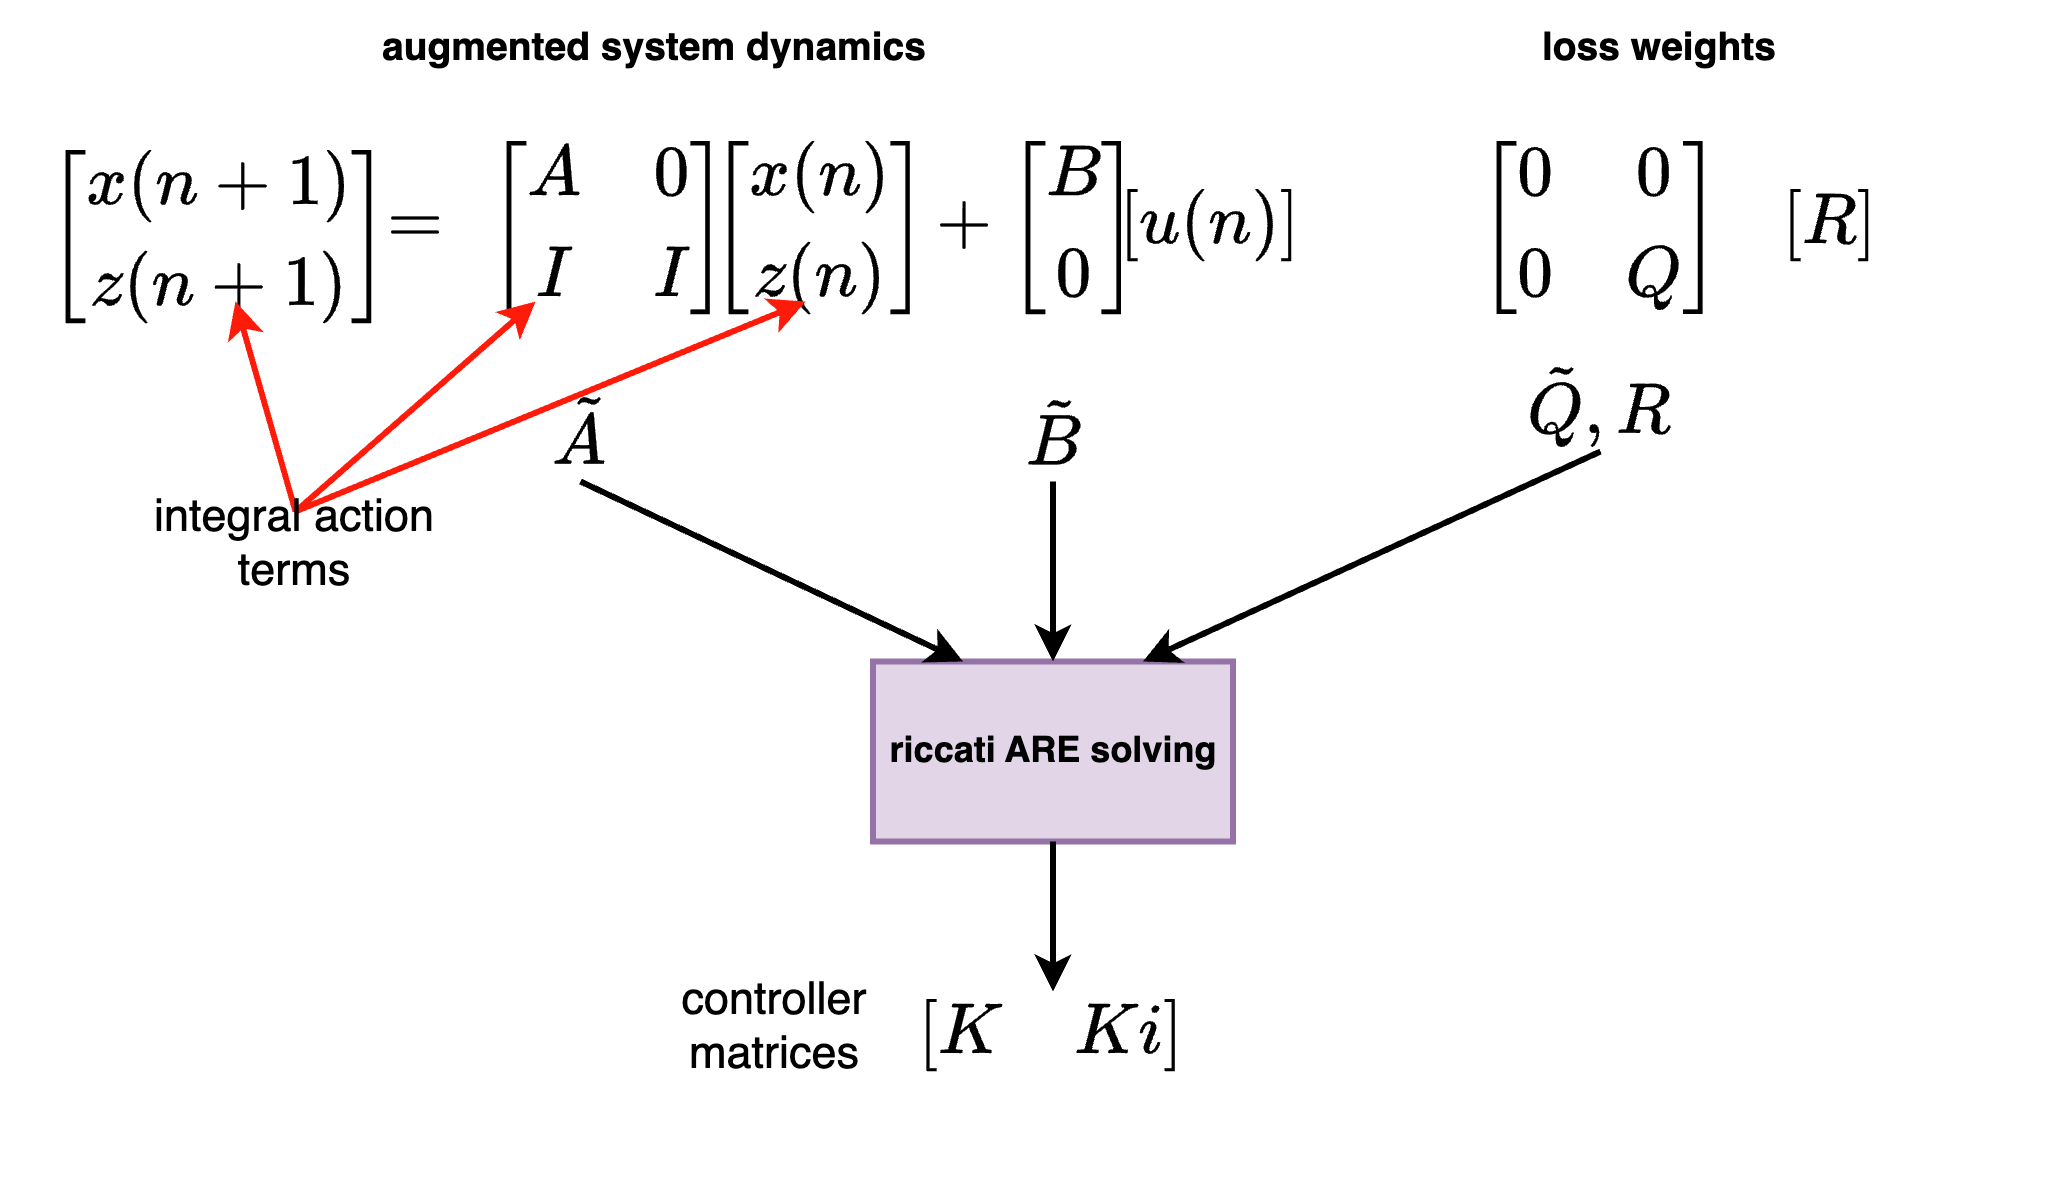 augmented system dynamics
loss weights
[x(n + 1) z(n + 1)] = [A 0 I I] [x(n) z(n)] + [B 0] [u(n)]
[0 0 0 Q] [R]
Ã
B̃
Q̃, R
integral action
terms
riccati ARE solving
controller
matrices
[K Ki]